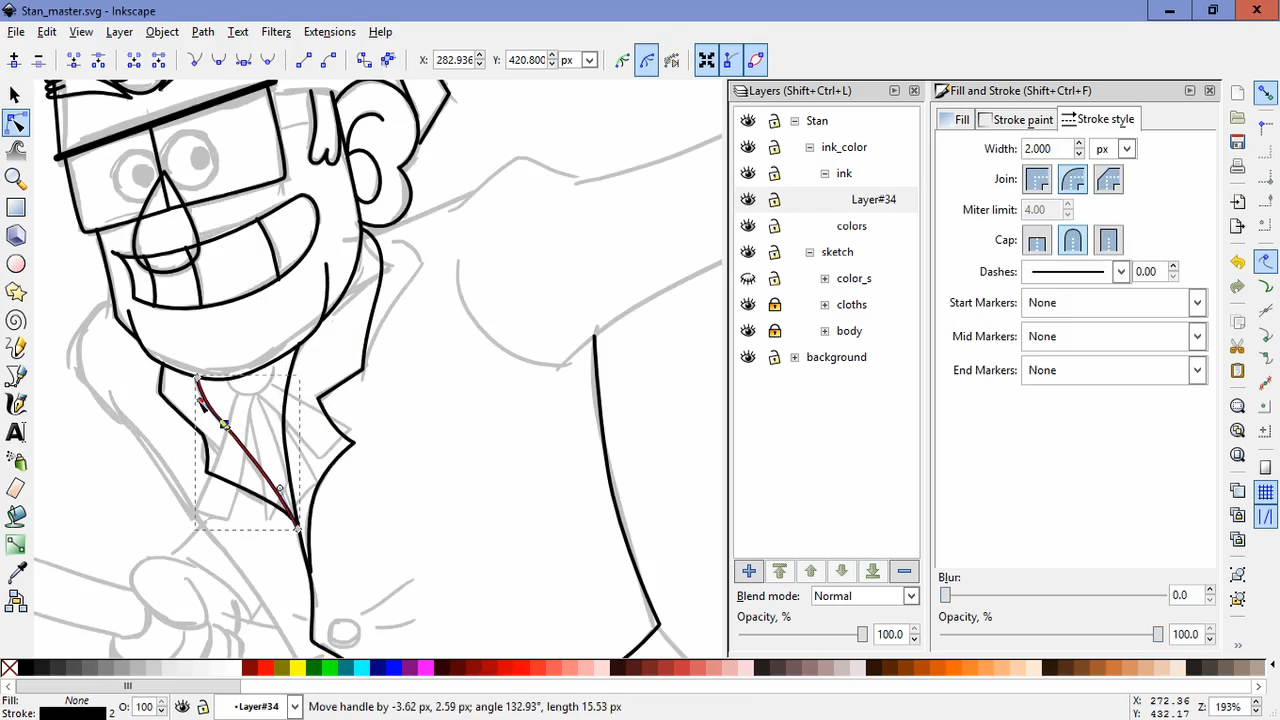 Stan_master.svg - Inkscape
File Edit View Layer Object Path Filters Text Filters Extensions Help
X: 282.936 Y: 420.800 px
Layers (Shift+Ctrl+L)
Stan
ink_color
ink
Layer#34
colors
sketch
color_s
cloths
body
background
Blend mode: Normal
Opacity, % 100.0
Fill and Stroke (Shift+Ctrl+F)
Fill Stroke paint Stroke style
Width: 2.000 px
Join:
Miter limit: 4.00
Cap:
Dashes: 0.00
Start Markers: None
Mid Markers: None
End Markers: None
Blur:
0.0
Opacity, %
100.0
Fill: None
Stroke: 2
O: 100
•Layer#34
Move handle by -3.62 px, 2.59 px; angle 132.93°, length 15.53 px
X: 272.36
Y: 432.17
Z: 193%